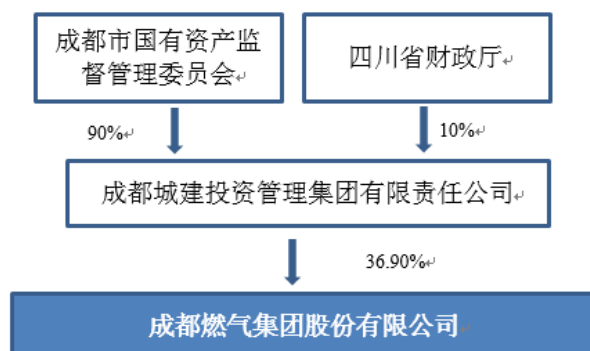 成都市国有资产监
督管理委员会
四川省财政厅
90%
10%
成都城建投资管理集团有限责任公司
36.90%
成都燃气集团股份有限公司